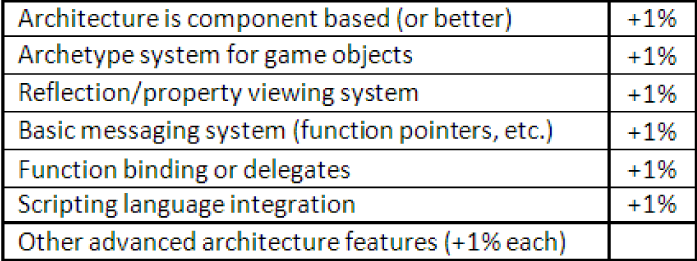 Architecture is component based (or better) +1%
Archetype system for game objects +1%
Reflection/property viewing system +1%
Basic messaging system (function pointers, etc.) +1%
Function binding or delegates +1%
Scripting language integration +1%
Other advanced architecture features (+1% each)